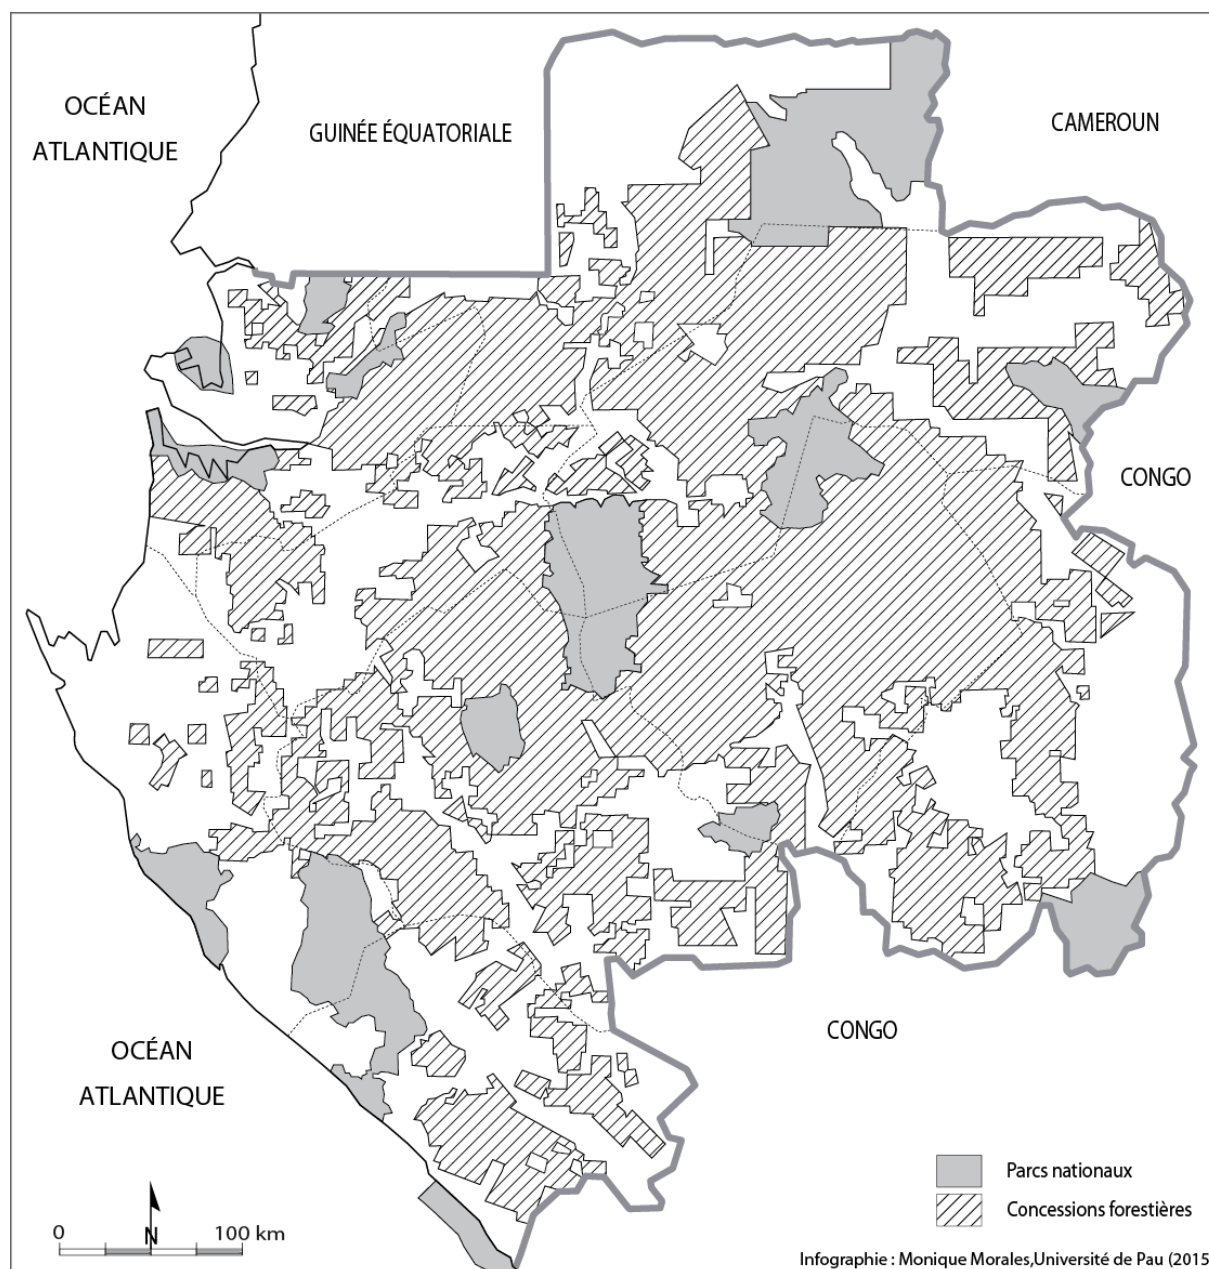 OCÉAN
ATLANTIQUE
GUINÉE ÉQUATORIALE
CAMEROUN
CONGO
CONGO
OCÉAN
ATLANTIQUE
Parcs nationaux
Concessions forestières
0
100 km
N
Infographie : Monique Morales,Université de Pau (2015